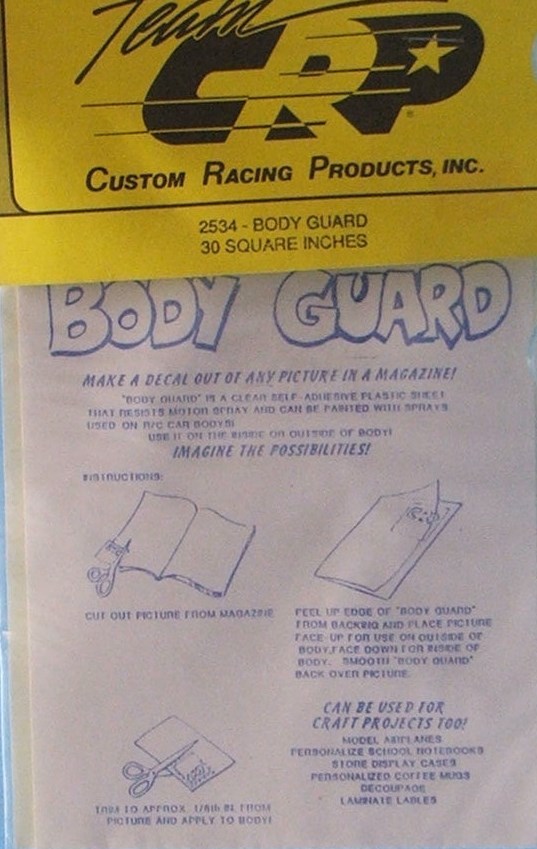 Team
CRP
CUSTOM RACING PRODUCTS, INC.
2534 - BODY GUARD
30 SQUARE INCHES
BODY GUARD
MAKE A DECAL OUT OF ANY PICTURE IN A MAGAZINE!
"BODY GUARD" IS A CLEAR SELF-ADHESIVE PLASTIC SHEET
THAT RESISTS MOTOR SPRAY AND CAN BE PAINTED WITH SPRAYS
USED ON R/C CAR BODYS!
USE IT ON THE INSIDE OR OUTSIDE OF BODY!
IMAGINE THE POSSIBILITIES!
INSTRUCTIONS:
CUT OUT PICTURE FROM MAGAZINE
PEEL UP EDGE OF "BODY GUARD"
FROM BACKING AND PLACE PICTURE
FACE UP FOR USE ON OUTSIDE OF
BODY, FACE DOWN FOR INSIDE OF
BODY. SMOOTH "BODY GUARD"
BACK OVER PICTURE
TRIM TO APPROX. 1/8th IN. FROM
PICTURE AND APPLY TO BODY!
CAN BE USED FOR
CRAFT PROJECTS TOO!
MODEL AIRPLANES
PERSONALIZE SCHOOL NOTEBOOKS
STORE DISPLAY CASES
PERSONALIZED COFFEE MUGS
DECOUPAGE
LAMINATE LABLES